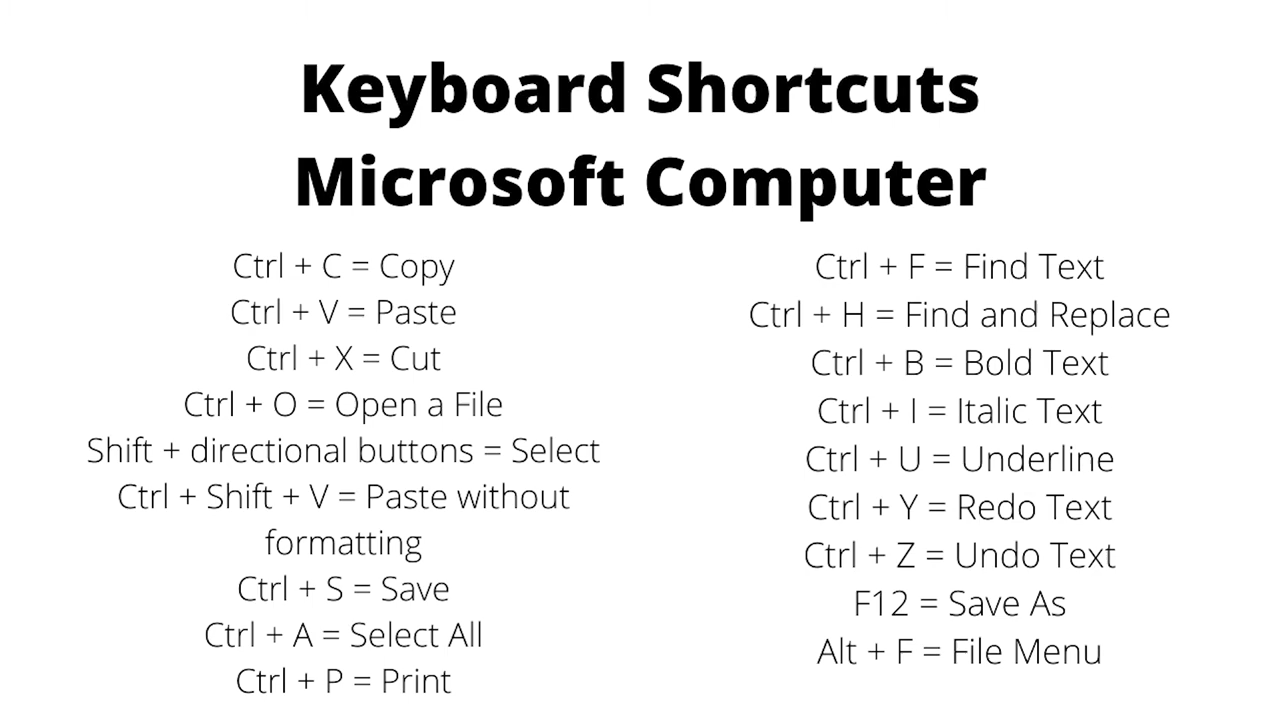 Keyboard Shortcuts
Microsoft Computer
Ctrl + C = Copy
Ctrl + V = Paste
Ctrl + X = Cut
Ctrl + O = Open a File
Shift + directional buttons = Select
Ctrl + Shift + V = Paste without
formatting
Ctrl + S = Save
Ctrl + A = Select All
Ctrl + P = Print
Ctrl + F = Find Text
Ctrl + H = Find and Replace
Ctrl + B = Bold Text
Ctrl + I = Italic Text
Ctrl + U = Underline
Ctrl + Y = Redo Text
Ctrl + Z = Undo Text
F12 = Save As
Alt + F = File Menu